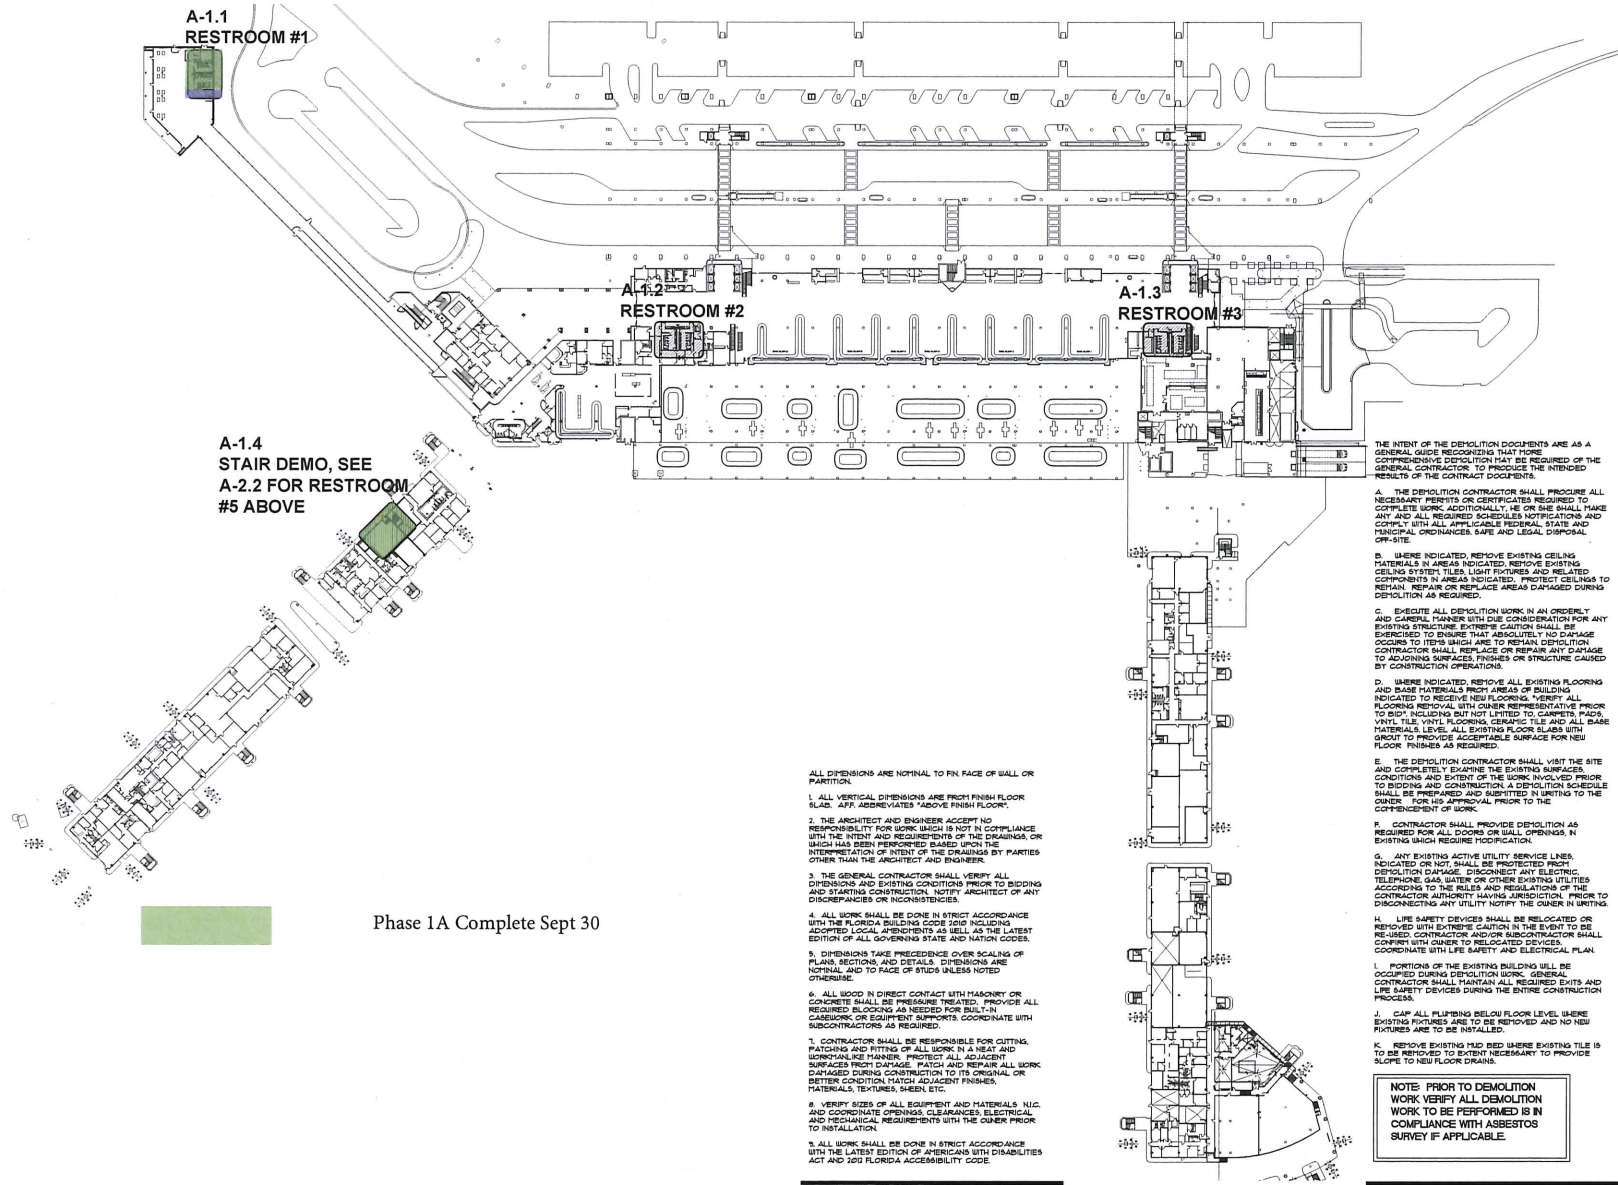 A-1.1
RESTROOM #1
A-1.2
RESTROOM #2
A-1.3
RESTROOM #3
A-1.4
STAIR DEMO, SEE
A-2.2 FOR RESTROOM
#5 ABOVE
Phase 1A Complete Sept 30
ALL DIMENSIONS ARE NOMINAL TO FIN. FACE OF WALL OR
PARTITION.
1. ALL VERTICAL DIMENSIONS ARE FROM FINISH FLOOR
SLAB. A.F.F. ABBREVIATES "ABOVE FINISH FLOOR".
2. THE ARCHITECT AND ENGINEER ACCEPT NO
RESPONSIBILITY FOR WORK WHICH IS NOT IN COMPLIANCE
WITH THE INTENT AND REQUIREMENTS OF THE DRAWINGS, OR
WHICH HAS BEEN PERFORMED BASED UPON THE
INTERPRETATION OF INTENT OF THE DRAWINGS BY PARTIES
OTHER THAN THE ARCHITECT AND ENGINEER.
3. THE GENERAL CONTRACTOR SHALL VERIFY ALL
DIMENSIONS AND EXISTING CONDITIONS PRIOR TO BIDDING
AND STARTING CONSTRUCTION. NOTIFY ARCHITECT OF ANY
DISCREPANCIES OR INCONSISTENCIES.
4. ALL WORK SHALL BE DONE IN STRICT ACCORDANCE
WITH THE FLORIDA BUILDING CODE 2010 INCLUDING
ADOPTED LOCAL AMENDMENTS AS WELL AS THE LATEST
EDITION OF ALL GOVERNING STATE AND NATION CODES.
5. DIMENSIONS TAKE PRECEDENCE OVER SCALING OF
PLANS, SECTIONS, AND DETAILS. DIMENSIONS ARE
NOMINAL AND TO FACE OF STUDS UNLESS NOTED
OTHERWISE.
6. ALL WOOD IN DIRECT CONTACT WITH MASONRY OR
CONCRETE SHALL BE PRESSURE TREATED. PROVIDE ALL
REQUIRED BLOCKING AS NEEDED FOR BUILT-IN
CASEWORK OR EQUIPMENT SUPPORTS, COORDINATE WITH
SUBCONTRACTORS AS REQUIRED.
7. CONTRACTOR SHALL BE RESPONSIBLE FOR CUTTING,
PATCHING AND FITTING OF ALL WORK IN A NEAT AND
WORKMANLIKE MANNER. PROTECT ALL ADJACENT
SURFACES FROM DAMAGE. PATCH AND REPAIR ALL WORK
DAMAGED DURING CONSTRUCTION TO ITS ORIGINAL OR
BETTER CONDITION, MATCH ADJACENT FINISHES,
MATERIALS, TEXTURES, SHEEN, ETC.
8. VERIFY SIZES OF ALL EQUIPMENT AND MATERIALS N.I.C.
AND COORDINATE OPENINGS, CLEARANCES, ELECTRICAL
AND MECHANICAL REQUIREMENTS WITH THE OWNER PRIOR
TO INSTALLATION.
9. ALL WORK SHALL BE DONE IN STRICT ACCORDANCE
WITH THE LATEST EDITION OF AMERICANS WITH DISABILITIES
ACT AND 2012 FLORIDA ACCESSIBILITY CODE.
THE INTENT OF THE DEMOLITION DOCUMENTS ARE AS A
GENERAL GUIDE RECOGNIZING THAT MORE
COMPREHENSIVE DEMOLITION MAY BE REQUIRED OF THE
GENERAL CONTRACTOR TO PRODUCE THE INTENDED
RESULTS OF THE CONTRACT DOCUMENTS.
A. THE DEMOLITION CONTRACTOR SHALL PROCURE ALL
NECESSARY PERMITS OR CERTIFICATES REQUIRED TO
COMPLETE WORK. ADDITIONALLY, HE OR SHE SHALL MAKE
ANY AND ALL REQUIRED SCHEDULES NOTIFICATIONS AND
COMPLY WITH ALL APPLICABLE FEDERAL, STATE AND
MUNICIPAL ORDINANCES. SAFE AND LEGAL DISPOSAL
OFF-SITE.
B. WHERE INDICATED, REMOVE EXISTING CEILING
MATERIALS IN AREAS INDICATED. REMOVE EXISTING
CEILING SYSTEM, TILES, LIGHT FIXTURES AND RELATED
COMPONENTS IN AREAS INDICATED. PROTECT CEILINGS TO
REMAIN. REPAIR OR REPLACE AREAS DAMAGED DURING
DEMOLITION AS REQUIRED.
C. EXECUTE ALL DEMOLITION WORK IN AN ORDERLY
AND CAREFUL MANNER WITH DUE CONSIDERATION FOR ANY
EXISTING STRUCTURE. EXTREME CAUTION SHALL BE
EXERCISED TO ENSURE THAT ABSOLUTELY NO DAMAGE
OCCURS TO ITEMS WHICH ARE TO REMAIN. DEMOLITION
CONTRACTOR SHALL REPLACE OR REPAIR ANY DAMAGE
TO ADJOINING SURFACES, FINISHES OR STRUCTURE CAUSED
BY CONSTRUCTION OPERATIONS.
D. WHERE INDICATED, REMOVE ALL EXISTING FLOORING
AND BASE MATERIALS FROM AREAS OF BUILDING
INDICATED TO RECEIVE NEW FLOORING. "VERIFY ALL
FLOORING REMOVAL WITH OWNER REPRESENTATIVE PRIOR
TO BID". INCLUDING BUT NOT LIMITED TO, CARPETS, PADS,
VINYL TILE, VINYL FLOORING, CERAMIC TILE AND ALL BASE
MATERIALS. LEVEL ALL EXISTING FLOOR SLABS WITH
GROUT TO PROVIDE ACCEPTABLE SURFACE FOR NEW
FLOOR FINISHES AS REQUIRED.
E. THE DEMOLITION CONTRACTOR SHALL VISIT THE SITE
AND COMPLETELY EXAMINE THE EXISTING SURFACES,
CONDITIONS AND EXTENT OF THE WORK INVOLVED PRIOR
TO BIDDING AND CONSTRUCTION. A DEMOLITION SCHEDULE
SHALL BE PREPARED AND SUBMITTED IN WRITING TO THE
OWNER FOR HIS APPROVAL PRIOR TO THE
COMMENCEMENT OF WORK.
F. CONTRACTOR SHALL PROVIDE DEMOLITION AS
REQUIRED FOR ALL DOORS OR WALL OPENINGS, IN
EXISTING WHICH REQUIRE MODIFICATION.
G. ANY EXISTING ACTIVE UTILITY SERVICE LINES,
INDICATED OR NOT, SHALL BE PROTECTED FROM
DEMOLITION DAMAGE. DISCONNECT ANY ELECTRIC,
TELEPHONE, GAS, WATER OR OTHER EXISTING UTILITIES
ACCORDING TO THE RULES AND REGULATIONS OF THE
CONTRACTOR AUTHORITY HAVING JURISDICTION. PRIOR TO
DISCONNECTING ANY UTILITY NOTIFY THE OWNER IN WRITING.
H. LIFE SAFETY DEVICES SHALL BE RELOCATED OR
REMOVED WITH EXTREME CAUTION IN THE EVENT TO BE
RE-USED. CONTRACTOR AND/OR SUBCONTRACTOR SHALL
CONFIRM WITH OWNER TO RELOCATED DEVICES.
COORDINATE WITH LIFE SAFETY AND ELECTRICAL PLAN.
I. PORTIONS OF THE EXISTING BUILDING WILL BE
OCCUPIED DURING DEMOLITION WORK. GENERAL
CONTRACTOR SHALL MAINTAIN ALL REQUIRED EXITS AND
LIFE SAFETY DEVICES DURING THE ENTIRE CONSTRUCTION
PROCESS.
J. CAP ALL PLUMBING BELOW FLOOR LEVEL WHERE
EXISTING FIXTURES ARE TO BE REMOVED AND NO NEW
FIXTURES ARE TO BE INSTALLED.
K. REMOVE EXISTING MUD BED WHERE EXISTING TILE IS
TO BE REMOVED TO EXTENT NECESSARY TO PROVIDE
SLOPE TO NEW FLOOR DRAINS.
NOTE: PRIOR TO DEMOLITION
WORK VERIFY ALL DEMOLITION
WORK TO BE PERFORMED IS IN
COMPLIANCE WITH ASBESTOS
SURVEY IF APPLICABLE.